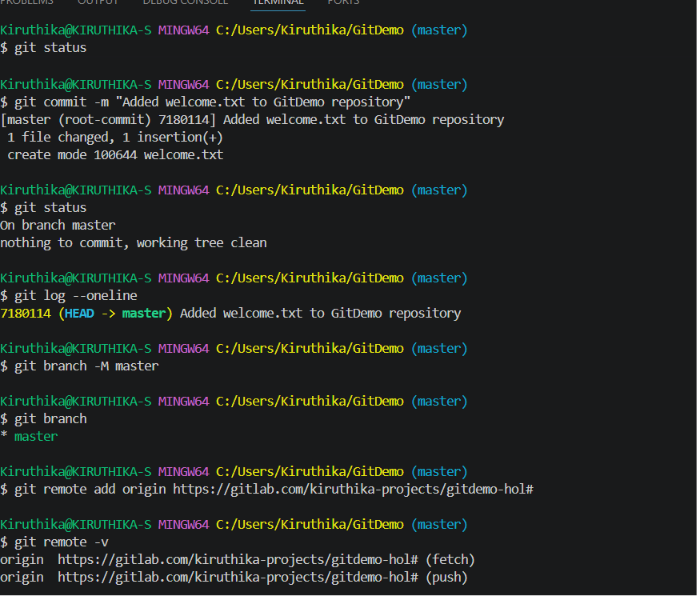 PROBLEMS OUTPUT DEBUG CONSOLE TERMINAL PORTS
Kiruthika@KIRUTHIKA-S MINGW64 C:/Users/Kiruthika/GitDemo (master)
$ git status
Kiruthika@KIRUTHIKA-S MINGW64 C:/Users/Kiruthika/GitDemo (master)
$ git commit -m "Added welcome.txt to GitDemo repository"
[master (root-commit) 7180114] Added welcome.txt to GitDemo repository
1 file changed, 1 insertion(+)
create mode 100644 welcome.txt
Kiruthika@KIRUTHIKA-S MINGW64 C:/Users/Kiruthika/GitDemo (master)
$ git status
On branch master
nothing to commit, working tree clean
Kiruthika@KIRUTHIKA-S MINGW64 C:/Users/Kiruthika/GitDemo (master)
$ git log --oneline
7180114 (HEAD -> master) Added welcome.txt to GitDemo repository
Kiruthika@KIRUTHIKA-S MINGW64 C:/Users/Kiruthika/GitDemo (master)
$ git branch -M master
Kiruthika@KIRUTHIKA-S MINGW64 C:/Users/Kiruthika/GitDemo (master)
$ git branch
* master
Kiruthika@KIRUTHIKA-S MINGW64 C:/Users/Kiruthika/GitDemo (master)
$ git remote add origin https://gitlab.com/kiruthika-projects/gitdemo-hol#
Kiruthika@KIRUTHIKA-S MINGW64 C:/Users/Kiruthika/GitDemo (master)
$ git remote -v
origin  https://gitlab.com/kiruthika-projects/gitdemo-hol# (fetch)
origin  https://gitlab.com/kiruthika-projects/gitdemo-hol# (push)